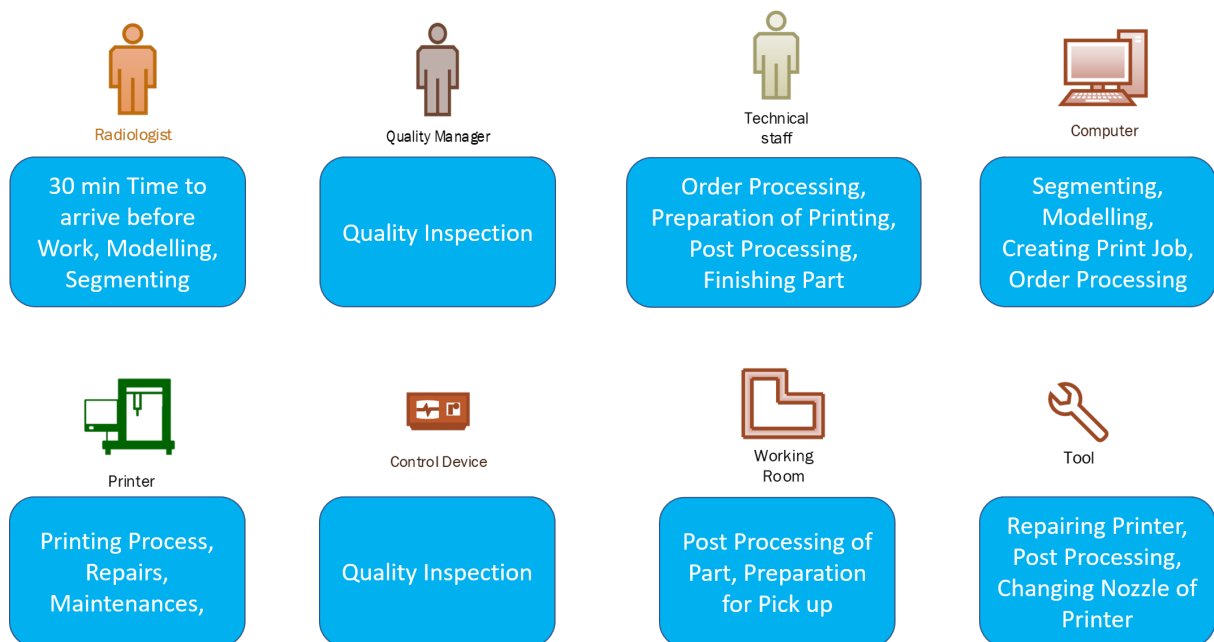 Radiologist
30 min Time to
arrive before
Work, Modelling,
Segmenting
Quality Manager
Quality Inspection
Technical
staff
Order Processing,
Preparation of Printing,
Post Processing,
Finishing Part
Computer
Segmenting,
Modelling,
Creating Print Job,
Order Processing
Printer
Printing Process,
Repairs,
Maintenances,
Control Device
Quality Inspection
Working
Room
Post Processing of
Part, Preparation
for Pick up
Tool
Repairing Printer,
Post Processing,
Changing Nozzle of
Printer